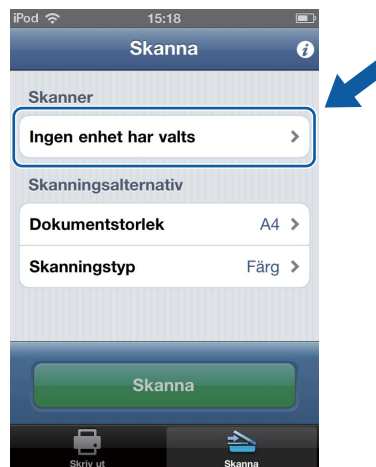 iPod 15:18
Skanna
Skanner
Ingen enhet har valts
Skanningsalternativ
Dokumentstorlek A4
Skanningstyp Färg
Skanna
Skriv ut Skanna